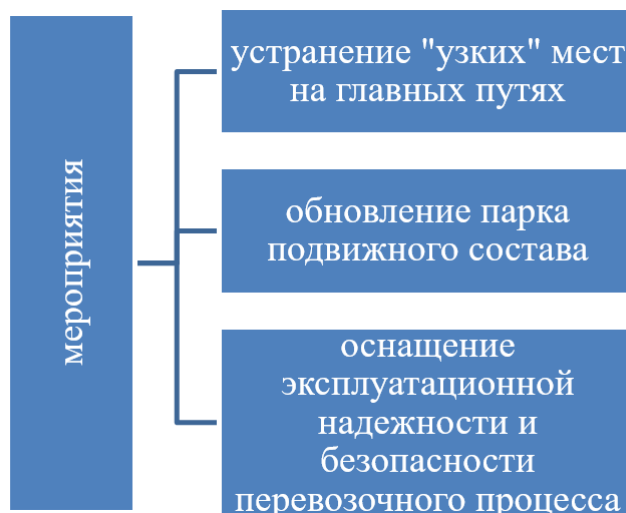 мероприятия
устранение "узких" мест
на главных путях
обновление парка
подвижного состава
оснащение
эксплуатационной
надежности и
безопасности
перевозочного процесса